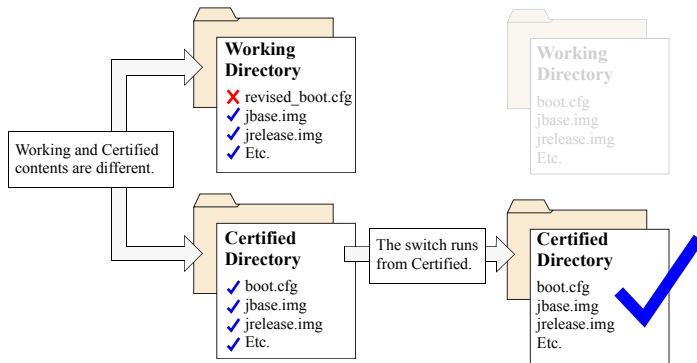 Working
Directory
revised_boot.cfg
jbase.img
jrelease.img
Etc.
Working
Directory
boot.cfg
jbase.img
jrelease.img
Etc.
Working and Certified
contents are different.
Certified
Directory
boot.cfg
jbase.img
jrelease.img
Etc.
The switch runs
from Certified.
Certified
Directory
boot.cfg
jbase.img
jrelease.img
Etc.